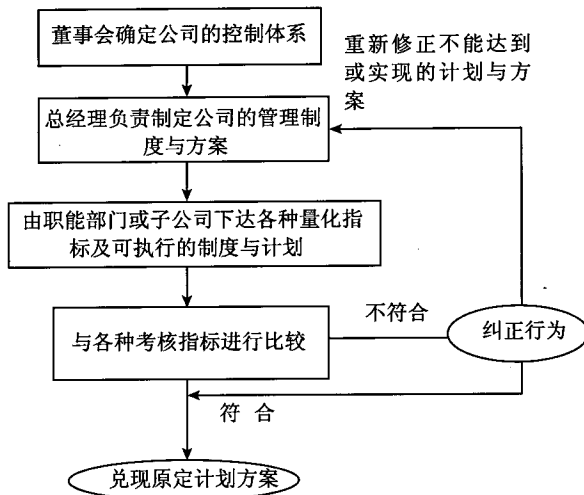 董事会确定公司的控制体系
重新修正不能达到
或实现的计划与方
案
总经理负责制定公司的管理制
度与方案
由职能部门或子公司下达各种量化指
标及可执行的制度与计划
不符合
与各种考核指标进行比较
纠正行为
符 合
兑现原定计划方案